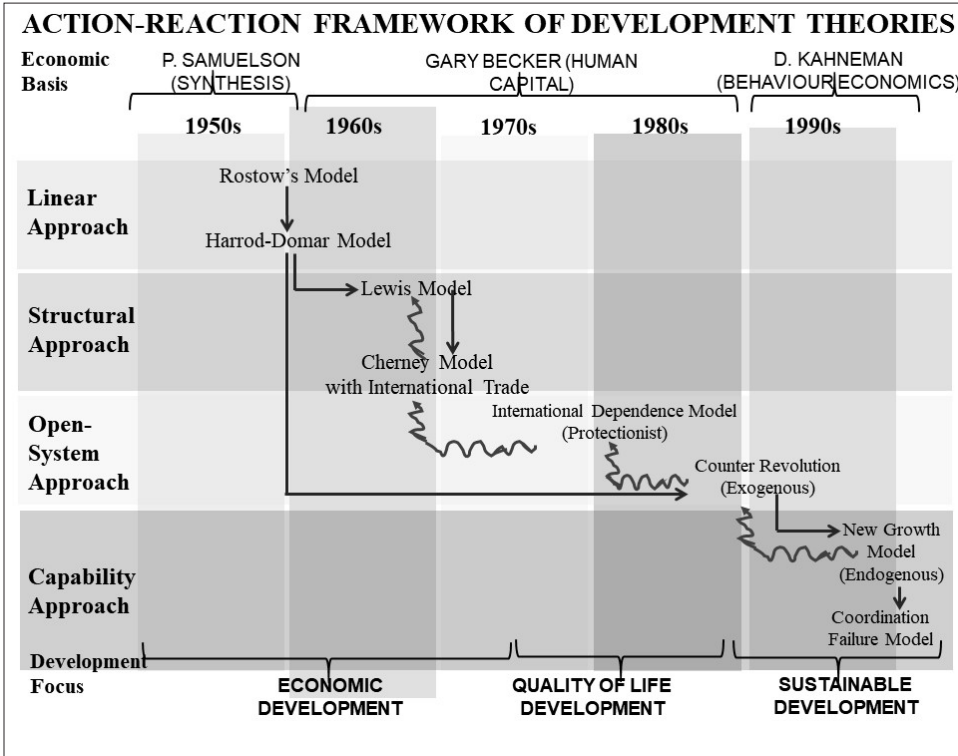 ACTION-REACTION FRAMEWORK OF DEVELOPMENT THEORIES
Economic
Basis
P. SAMUELSON
(SYNTHESIS)
GARY BECKER (HUMAN
CAPITAL)
D. KAHNEMAN
(BEHAVIOUR ECONOMICS)
1950s
1960s
1970s
1980s
1990s
Linear
Approach
Rostow's Model
Harrod-Domar Model
Structural
Approach
Lewis Model
Cherney Model
with International Trade
Open-
System
Approach
International Dependence Model
(Protectionist)
Counter Revolution
(Exogenous)
Capability
Approach
New Growth
Model
(Endogenous)
Coordination
Failure Model
Development
Focus
ECONOMIC
DEVELOPMENT
QUALITY OF LIFE
DEVELOPMENT
SUSTAINABLE
DEVELOPMENT